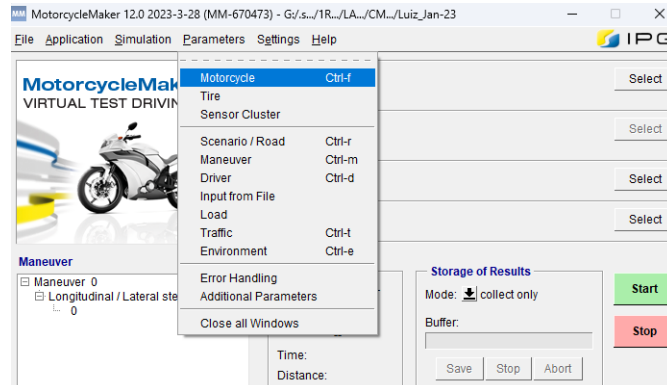 MM MotorcycleMaker 12.0 2023-3-28 (MM-670473) - G:/.s.../1R.../LA.../CM.../Luiz_Jan-23
File Application Simulation Parameters Settings Help
IPG
MotorcycleMak
VIRTUAL TEST DRIVIN
Motorcycle Ctrl-f
Tire
Sensor Cluster
Scenario / Road Ctrl-r
Maneuver Ctrl-m
Driver Ctrl-d
Input from File
Load
Traffic Ctrl-t
Environment Ctrl-e
Error Handling
Additional Parameters
Close all Windows
Select
Select
Select
Select
Maneuver
Maneuver 0
Longitudinal / Lateral ste
0
Time:
Distance:
Storage of Results
Mode: collect only
Buffer:
Save Stop Abort
Start
Stop